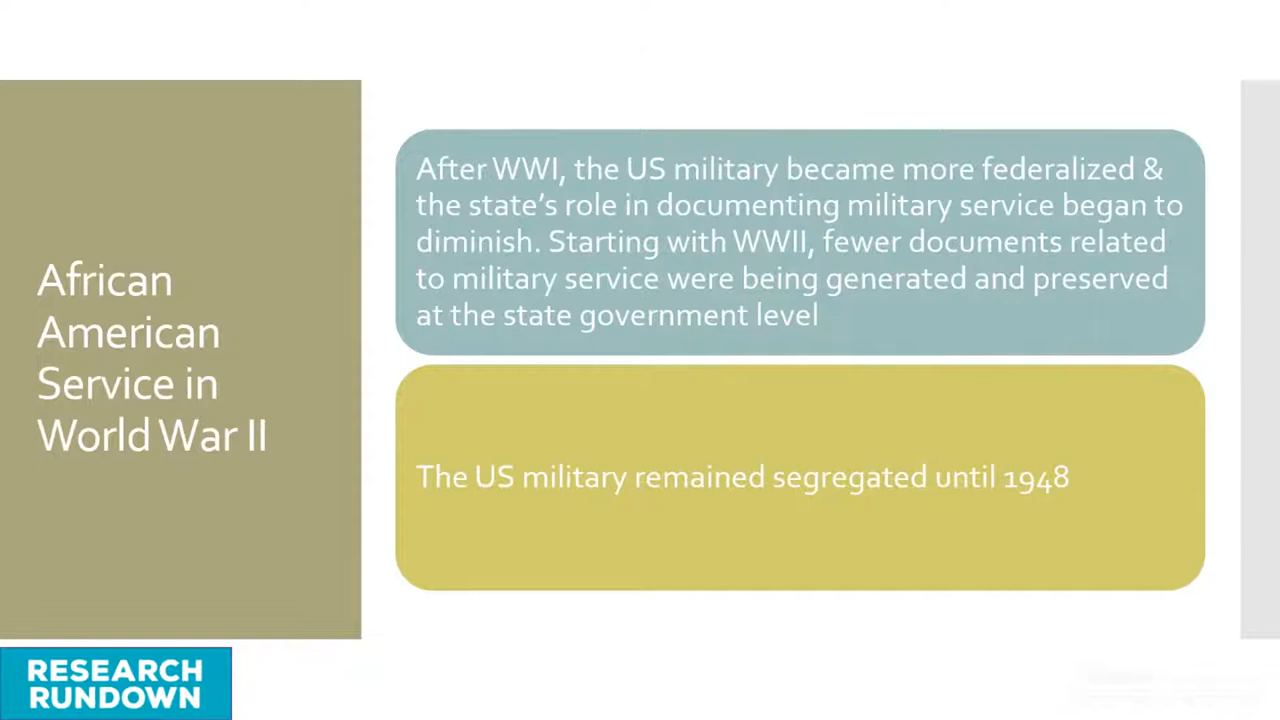 African
American
Service in
World War II
After WWI, the US military became more federalized &
the state's role in documenting military service began to
diminish. Starting with WWII, fewer documents related
to military service were being generated and preserved
at the state government level
The US military remained segregated until 1948
RESEARCH
RUNDOWN